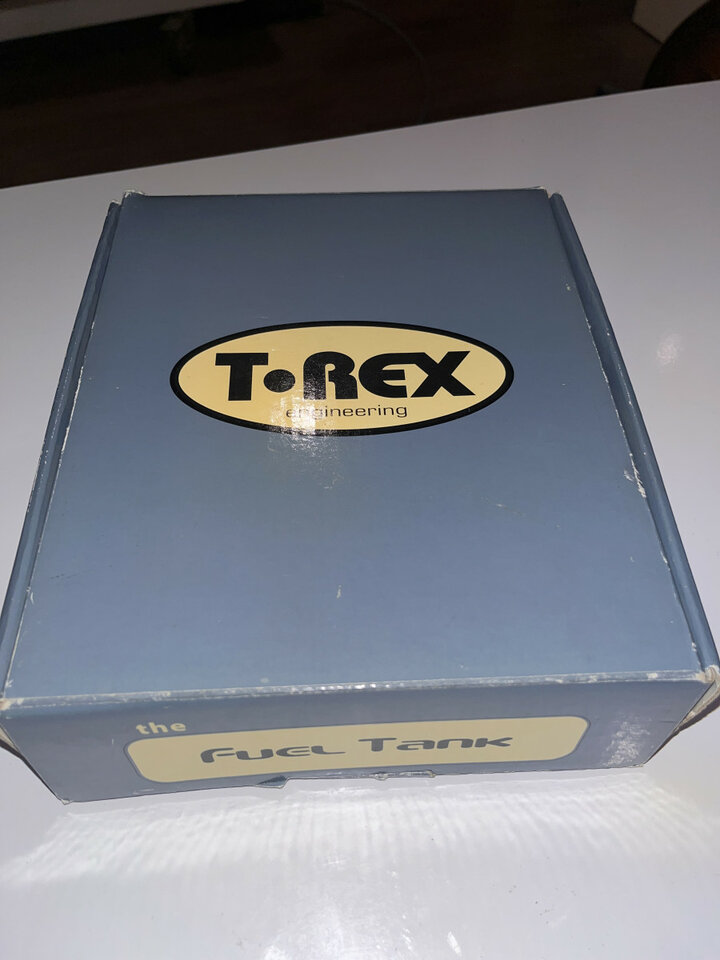 T•REX
engineering
the
Fuel Tank